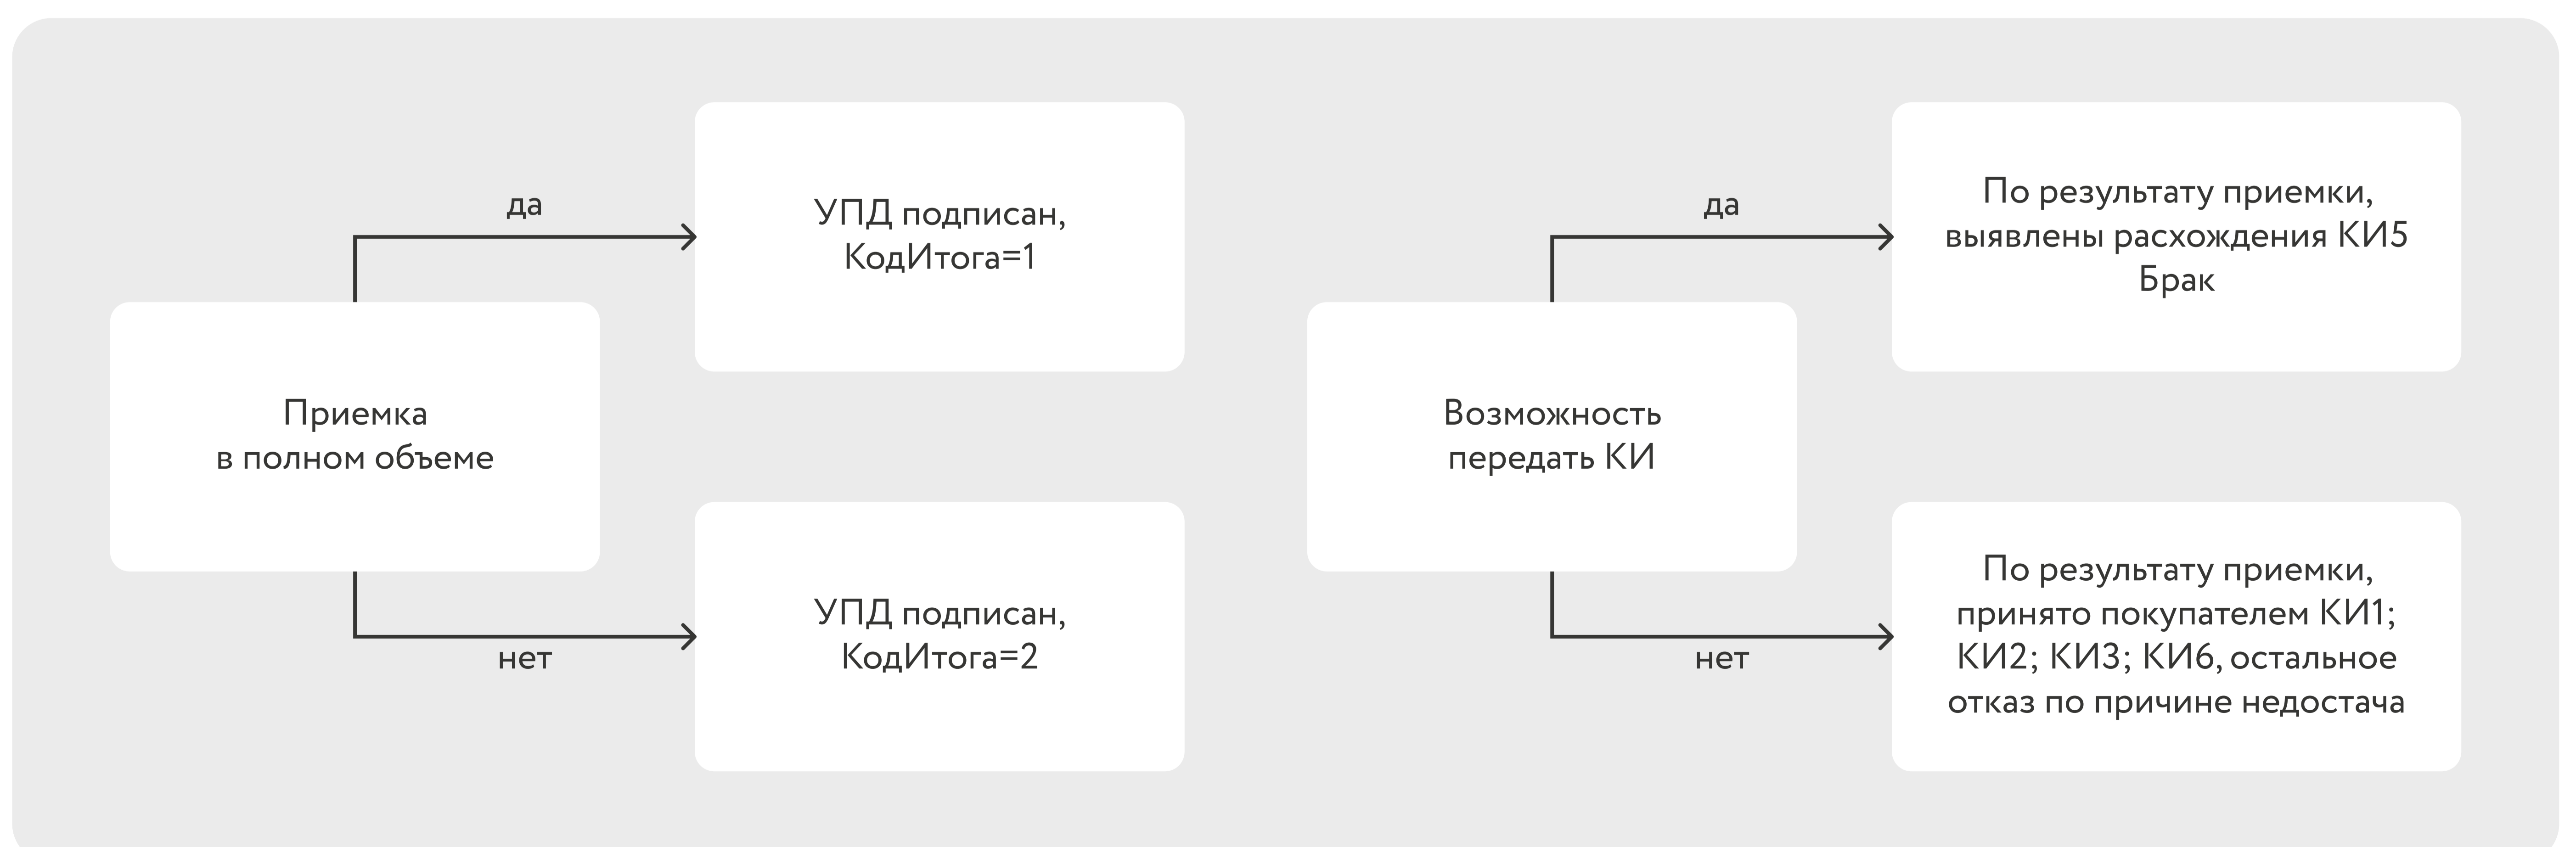 да
УПД подписан,
КодИтога=1
Приемка
в полном объеме
УПД подписан,
КодИтога=2
нет
да
По результату приемки,
выявлены расхождения КИ5
Брак
Возможность
передать КИ
По результату приемки,
принято покупателем КИ1;
КИ2; КИ3; КИ6, остальное
отказ по причине недостача
нет